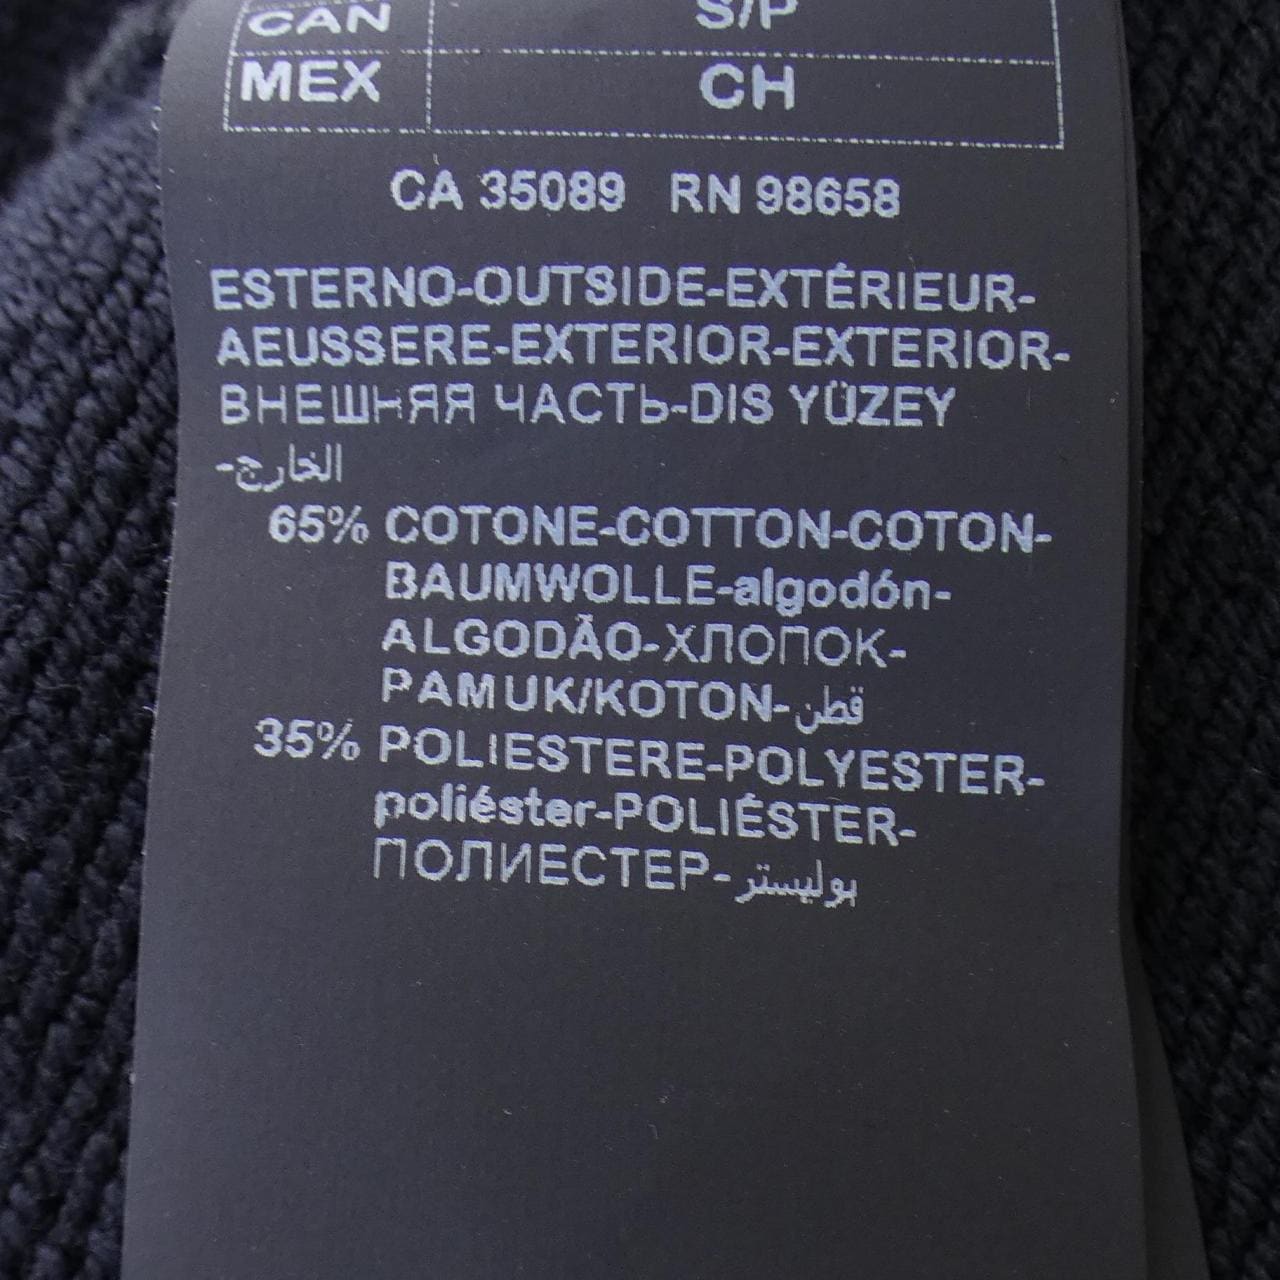 CAN S/P
MEX CH
CA 35089 RN 98658
ESTERNO-OUTSIDE-EXTÉRIEUR-
AEUSSERE-EXTERIOR-EXTERIOR-
ВНЕШНЯЯ ЧАСТЬ-DIS YÜZEY
-الخارج
65% COTONE-COTTON-COTON-
BAUMWOLLE-algodón-
ALGODÃO-ХЛОПОК-
PAMUK/KOTON-قطن
35% POLIESTERE-POLYESTER-
poliéster-POLIÉSTER-
ПОЛИЕСТЕР-بوليستر